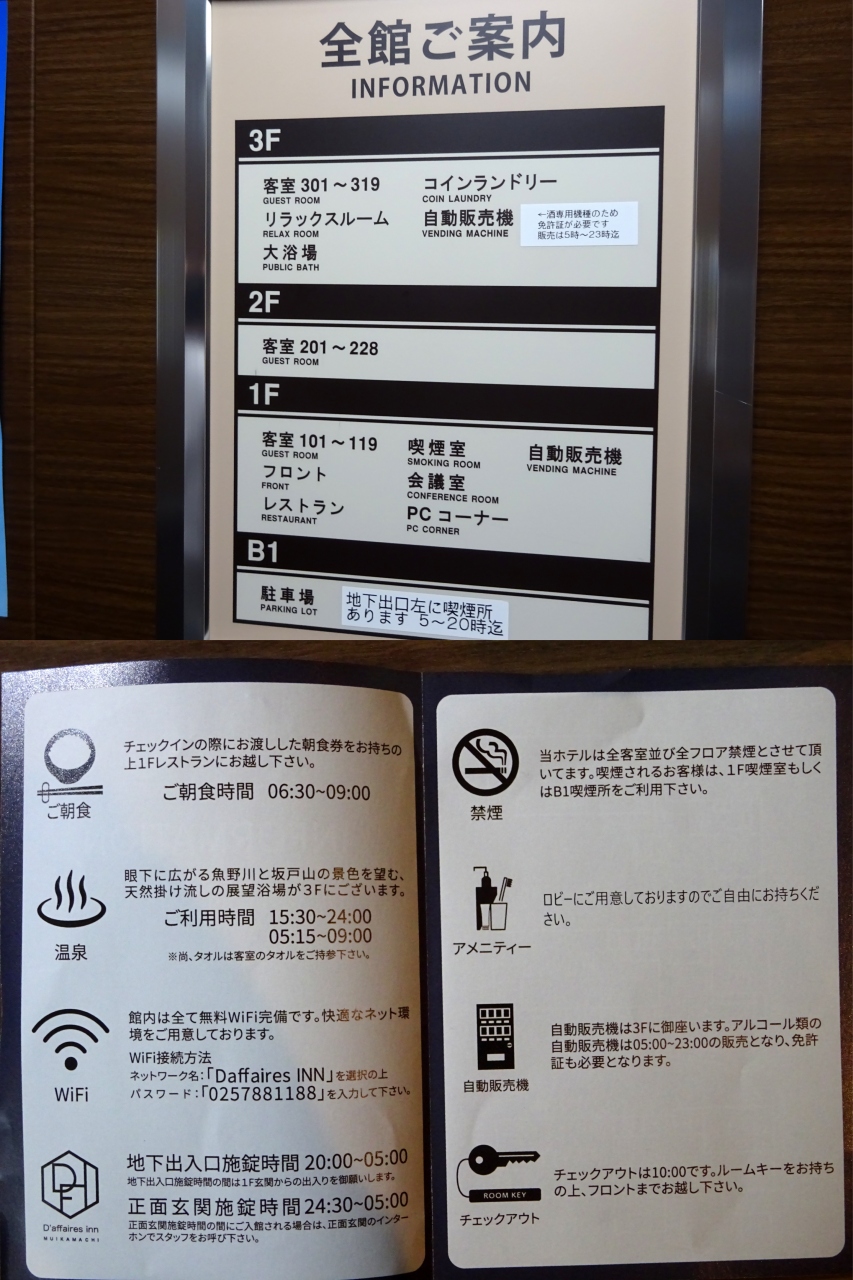 全館ご案内
INFORMATION
3F
客室 301～319
GUEST ROOM
リラックスルーム
RELAX ROOM
大浴場
PUBLIC BATH
コインランドリー
COIN LAUNDRY
自動販売機
VENDING MACHINE
←酒専用機種のため
免許証が必要です
販売は5時～23時迄
2F
客室 201～228
GUEST ROOM
1F
客室 101～119
GUEST ROOM
フロント
FRONT
レストラン
RESTAURANT
喫煙室
SMOKING ROOM
会議室
CONFERENCE ROOM
PC コーナー
PC CORNER
自動販売機
VENDING MACHINE
B1
駐車場
PARKING LOT
地下出口左に喫煙所
あります 5～20時迄
ご朝食
チェックインの際にお渡しした朝食券をお持ちの
上1Fレストランにお越し下さい。
ご朝食時間 06:30~09:00
温泉
眼下に広がる魚野川と坂戸山の景色を望む、
天然掛け流しの展望浴場が3Fにございます。
ご利用時間 15:30~24:00
05:15~09:00
※尚、タオルは客室のタオルをご持参下さい。
WiFi
館内は全て無料WiFi完備です。快適なネット環
境をご用意しております。
WiFi接続方法
ネットワーク名:「Daffaires INN」を選択の上
パスワード:「0257881188」を入力して下さい。
D'affaires inn
MUIKAMACHI
地下出入口施錠時間 20:00~05:00
地下出入口施錠時間の間は1F玄関からの出入りを御願いします。
正面玄関施錠時間 24:30~05:00
正面玄関施錠時間の間にご入館される場合は、正面玄関のインター
ホンでスタッフをお呼び下さい。
禁煙
当ホテルは全客室並び全フロア禁煙とさせて頂
いてます。喫煙されるお客様は、1F喫煙室もしく
はB1喫煙所をご利用下さい。
アメニティー
ロビーにご用意しておりますのでご自由にお持ちくだ
さい。
自動販売機
自動販売機は3Fに御座います。アルコール類の
自動販売機は05:00~23:00の販売となり、免許
証も必要となります。
ROOM KEY
チェックアウト
チェックアウトは10:00です。ルームキーをお持ち
の上、フロントまでお越し下さい。